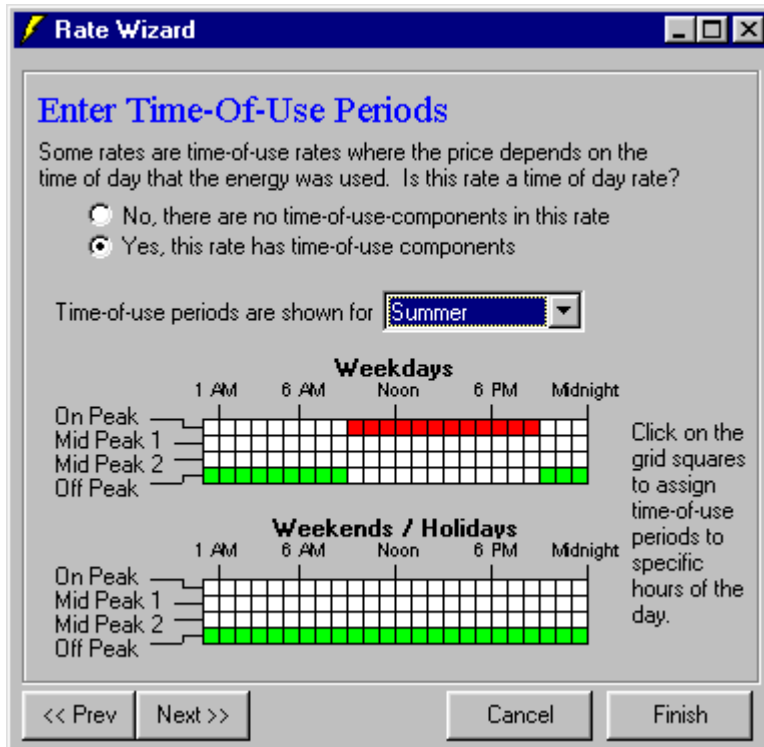 Rate Wizard
Enter Time-Of-Use Periods
Some rates are time-of-use rates where the price depends on the
time of day that the energy was used.  Is this rate a time of day rate?
No, there are no time-of-use-components in this rate
Yes, this rate has time-of-use components
Time-of-use periods are shown for Summer
Weekdays
1 AM 6 AM Noon 6 PM Midnight
On Peak
Mid Peak 1
Mid Peak 2
Off Peak
Click on the
grid squares
to assign
time-of-use
periods to
specific
hours of the
day.
Weekends / Holidays
1 AM 6 AM Noon 6 PM Midnight
On Peak
Mid Peak 1
Mid Peak 2
Off Peak
<< Prev
Next >>
Cancel
Finish